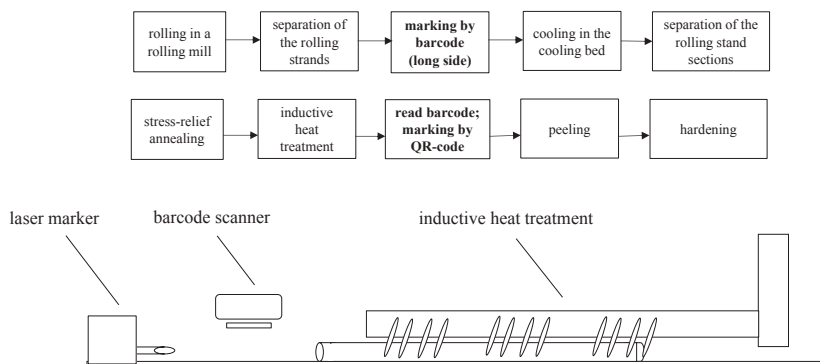 rolling in a
rolling mill
separation of
the rolling
strands
marking by
barcode
(long side)
cooling in the
cooling bed
separation of the
rolling stand
sections
stress-relief
annealing
inductive
heat
treatment
read barcode;
marking by
QR-code
peeling
hardening
laser marker
barcode scanner
inductive heat treatment